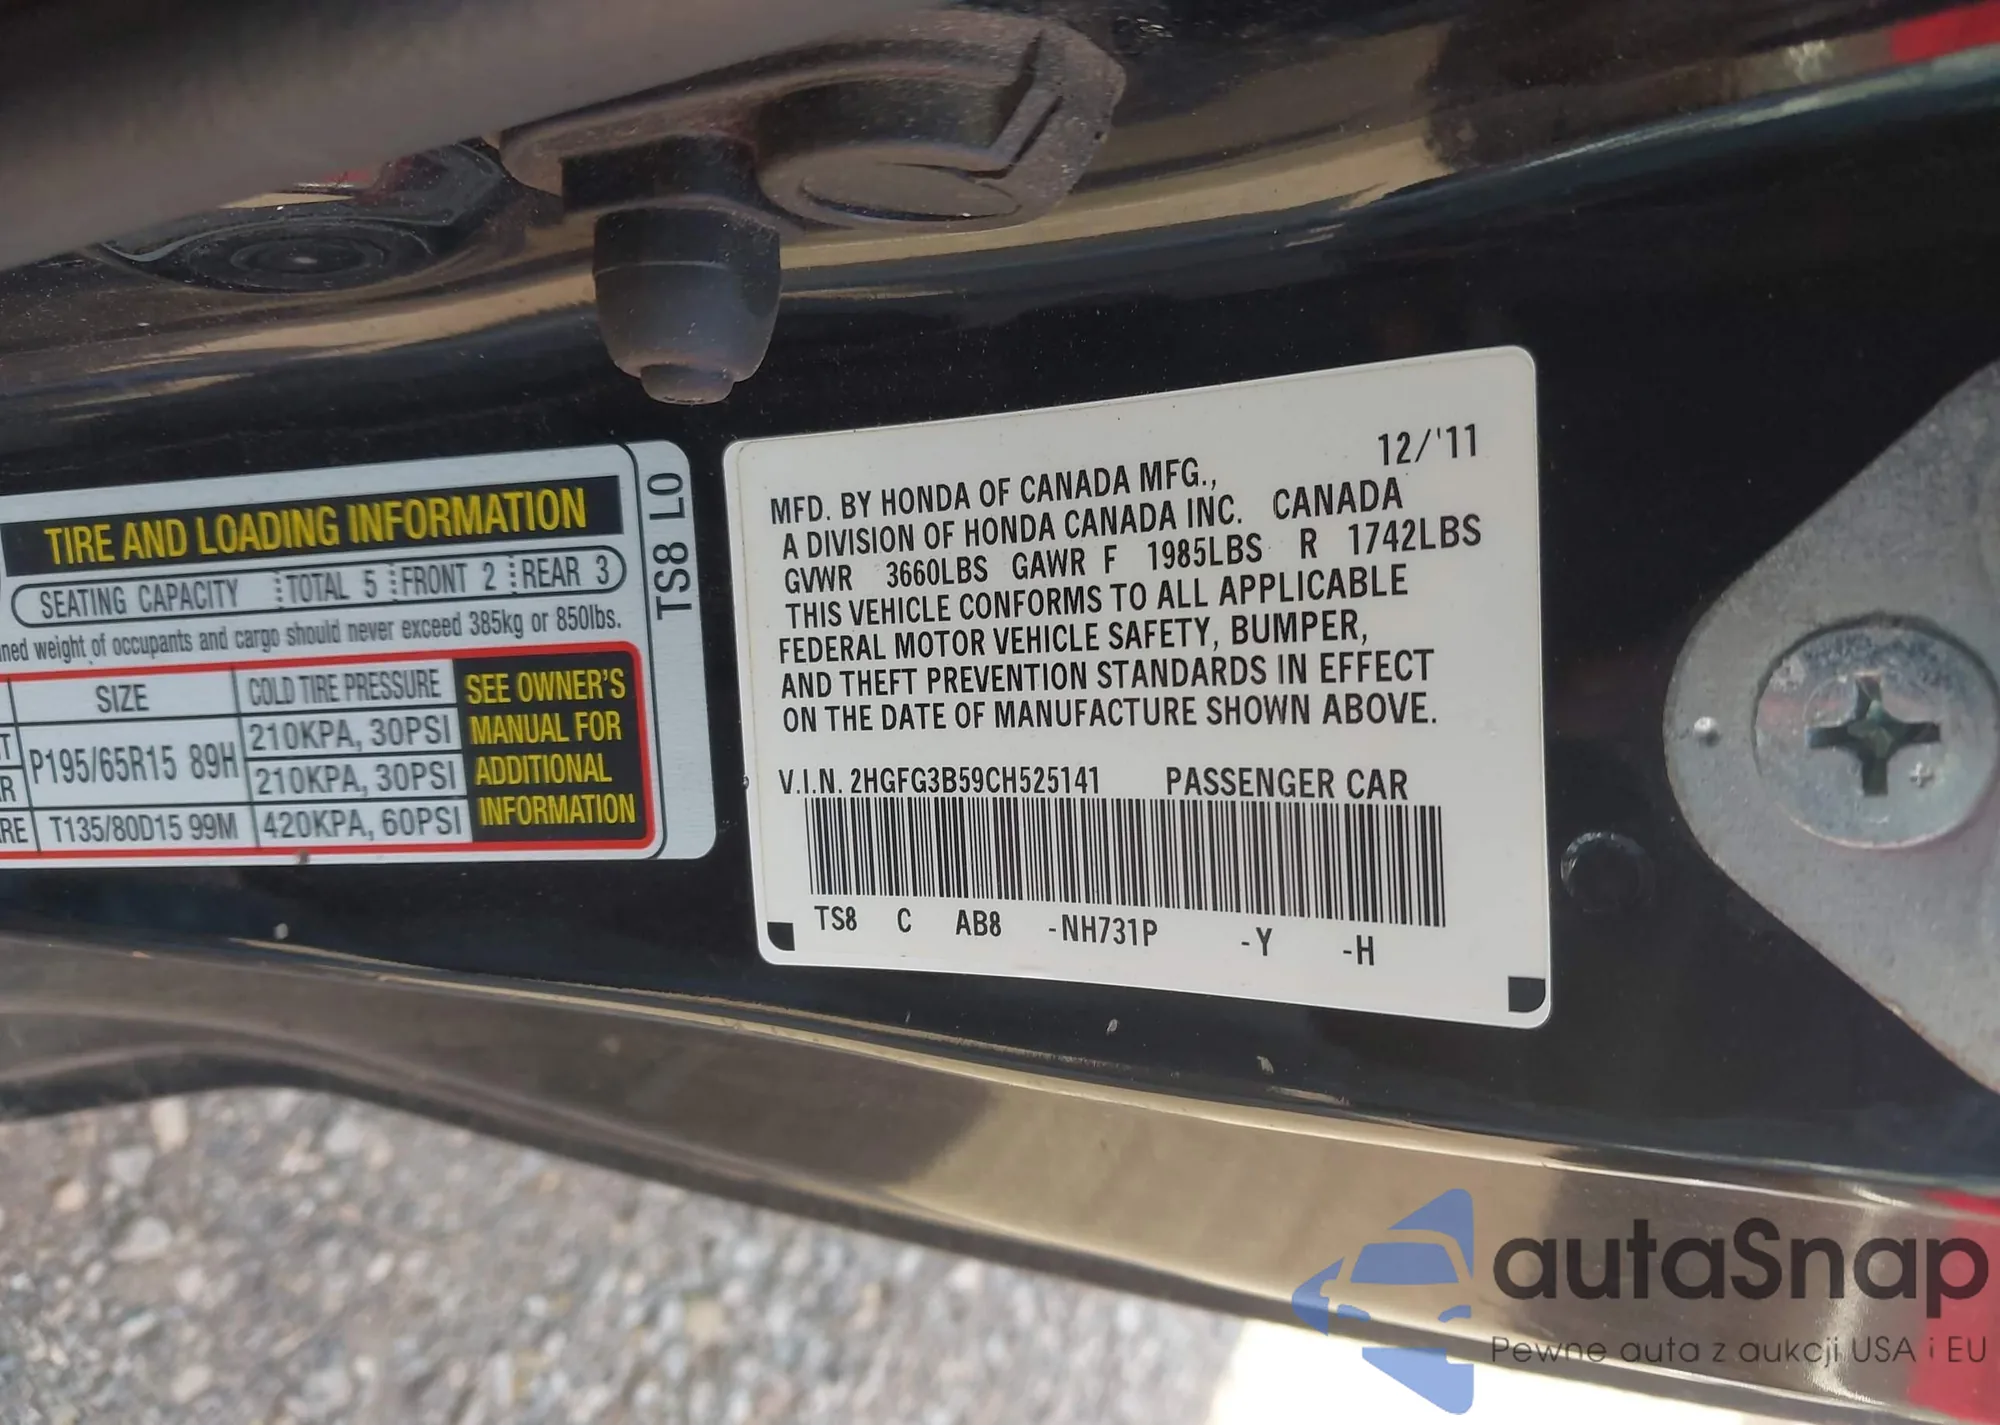 TIRE AND LOADING INFORMATION
SEATING CAPACITY TOTAL 5 FRONT 2 REAR 3
weight of occupants and cargo should never exceed 385kg or 850lbs.
SIZE COLD TIRE PRESSURE
P195/65R15 89H 210KPA, 30PSI
210KPA, 30PSI
T135/80D15 99M 420KPA, 60PSI
SEE OWNER'S
MANUAL FOR
ADDITIONAL
INFORMATION
TS8 L0
12/'11
MFD. BY HONDA OF CANADA MFG.,
A DIVISION OF HONDA CANADA INC. CANADA
GVWR 3660LBS GAWR F 1985LBS R 1742LBS
THIS VEHICLE CONFORMS TO ALL APPLICABLE
FEDERAL MOTOR VEHICLE SAFETY, BUMPER,
AND THEFT PREVENTION STANDARDS IN EFFECT
ON THE DATE OF MANUFACTURE SHOWN ABOVE.
V.I.N. 2HGFG3B59CH525141 PASSENGER CAR
TS8 C AB8 -NH731P -Y -H
autaSnap
Pewne auta z aukcji USA i EU